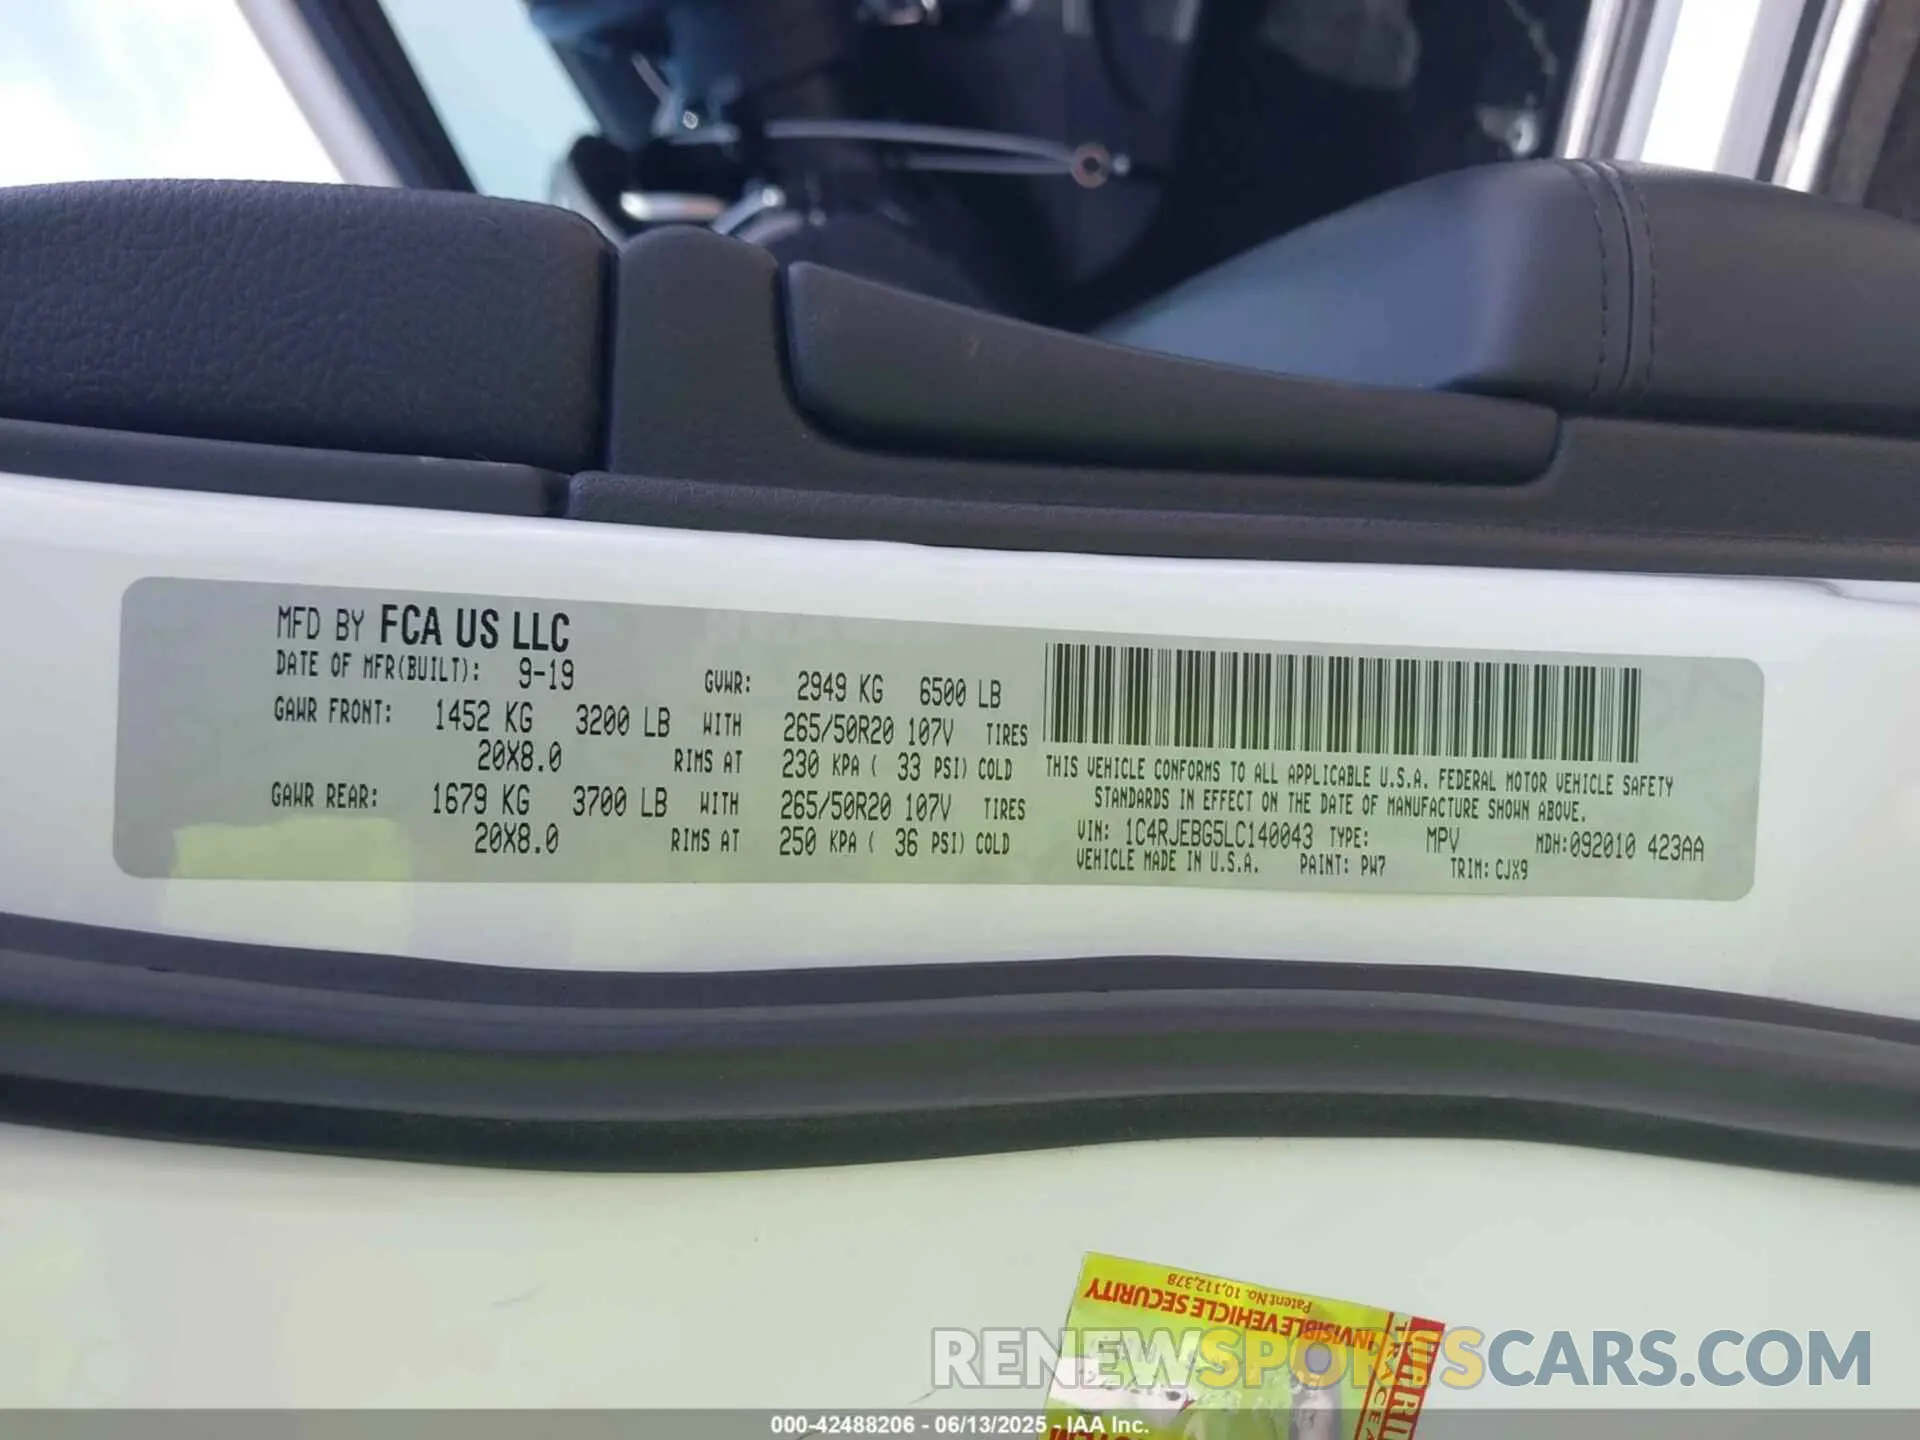 MFD BY FCA US LLC
DATE OF MFR(BUILT): 9-19 GVWR: 2949 KG 6500 LB
GAWR FRONT: 1452 KG 3200 LB WITH 265/50R20 107V TIRES
20X8.0 RIMS AT 230 KPA ( 33 PSI) COLD
GAWR REAR: 1679 KG 3700 LB WITH 265/50R20 107V TIRES
20X8.0 RIMS AT 250 KPA ( 36 PSI) COLD
THIS VEHICLE CONFORMS TO ALL APPLICABLE U.S.A. FEDERAL MOTOR VEHICLE SAFETY
STANDARDS IN EFFECT ON THE DATE OF MANUFACTURE SHOWN ABOVE.
VIN: 1C4RJEBG5LC140043 TYPE: MPV MDH:092010 423AA
VEHICLE MADE IN U.S.A. PAINT: PW7 TRIM: CJX9
Patent No. 10,112,378
INVISIBLE VEHICLE SECURITY
RENEWSPORTSCARS.COM
000-42488206 - 06/13/2025 - IAA Inc.